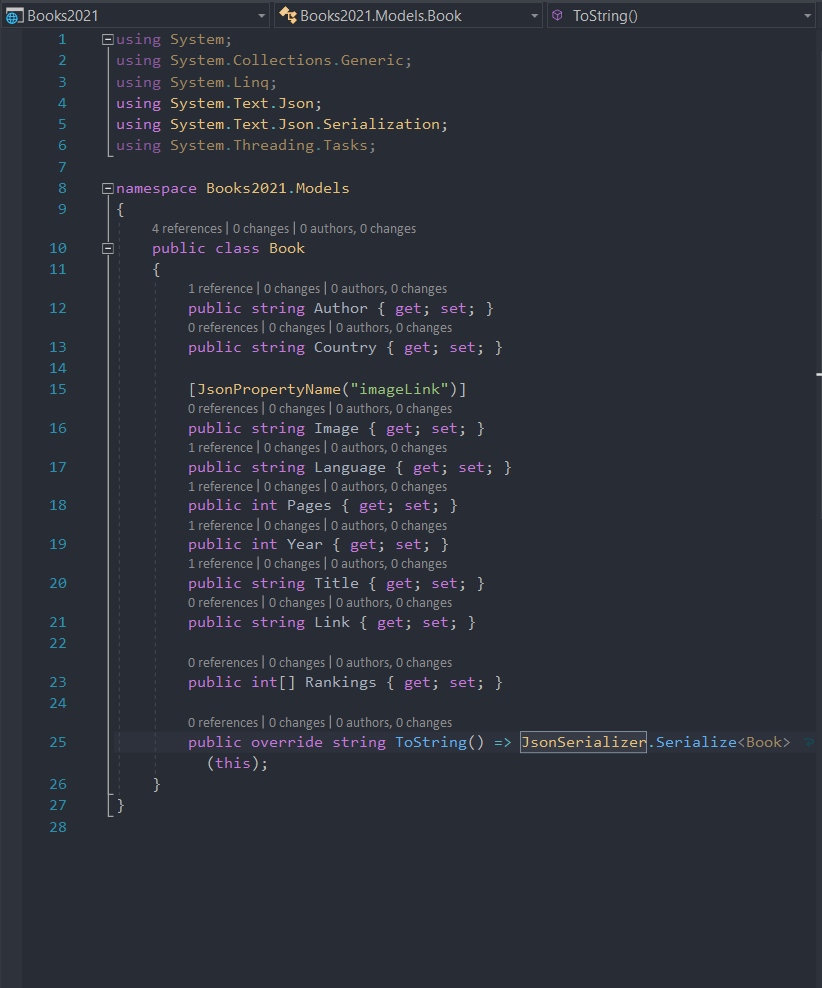 Books2021 Books2021.Models.Book ToString()
1 using System;
2 using System.Collections.Generic;
3 using System.Linq;
4 using System.Text.Json;
5 using System.Text.Json.Serialization;
6 using System.Threading.Tasks;
7
8 namespace Books2021.Models
9 {
4 references | 0 changes | 0 authors, 0 changes
10 public class Book
11 {
1 reference | 0 changes | 0 authors, 0 changes
12 public string Author { get; set; }
0 references | 0 changes | 0 authors, 0 changes
13 public string Country { get; set; }
14
15 [JsonPropertyName("imageLink")]
0 references | 0 changes | 0 authors, 0 changes
16 public string Image { get; set; }
1 reference | 0 changes | 0 authors, 0 changes
17 public string Language { get; set; }
1 reference | 0 changes | 0 authors, 0 changes
18 public int Pages { get; set; }
1 reference | 0 changes | 0 authors, 0 changes
19 public int Year { get; set; }
1 reference | 0 changes | 0 authors, 0 changes
20 public string Title { get; set; }
0 references | 0 changes | 0 authors, 0 changes
21 public string Link { get; set; }
22
0 references | 0 changes | 0 authors, 0 changes
23 public int[] Rankings { get; set; }
24
0 references | 0 changes | 0 authors, 0 changes
25 public override string ToString() => JsonSerializer.Serialize<Book>
(this);
26 }
27 }
28